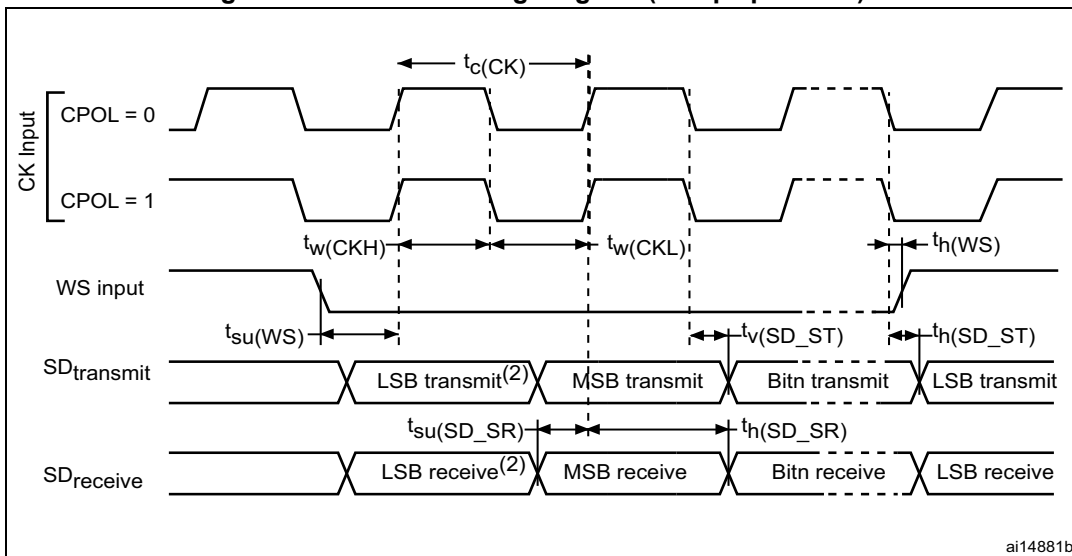 tc(CK)
CK Input
CPOL = 0
CPOL = 1
tw(CKH)
tw(CKL)
th(WS)
WS input
tsu(WS)
tv(SD_ST)
th(SD_ST)
SDtransmit
LSB transmit(2)
MSB transmit
Bitn transmit
LSB transmit
tsu(SD_SR)
th(SD_SR)
SDreceive
LSB receive(2)
MSB receive
Bitn receive
LSB receive
ai14881b